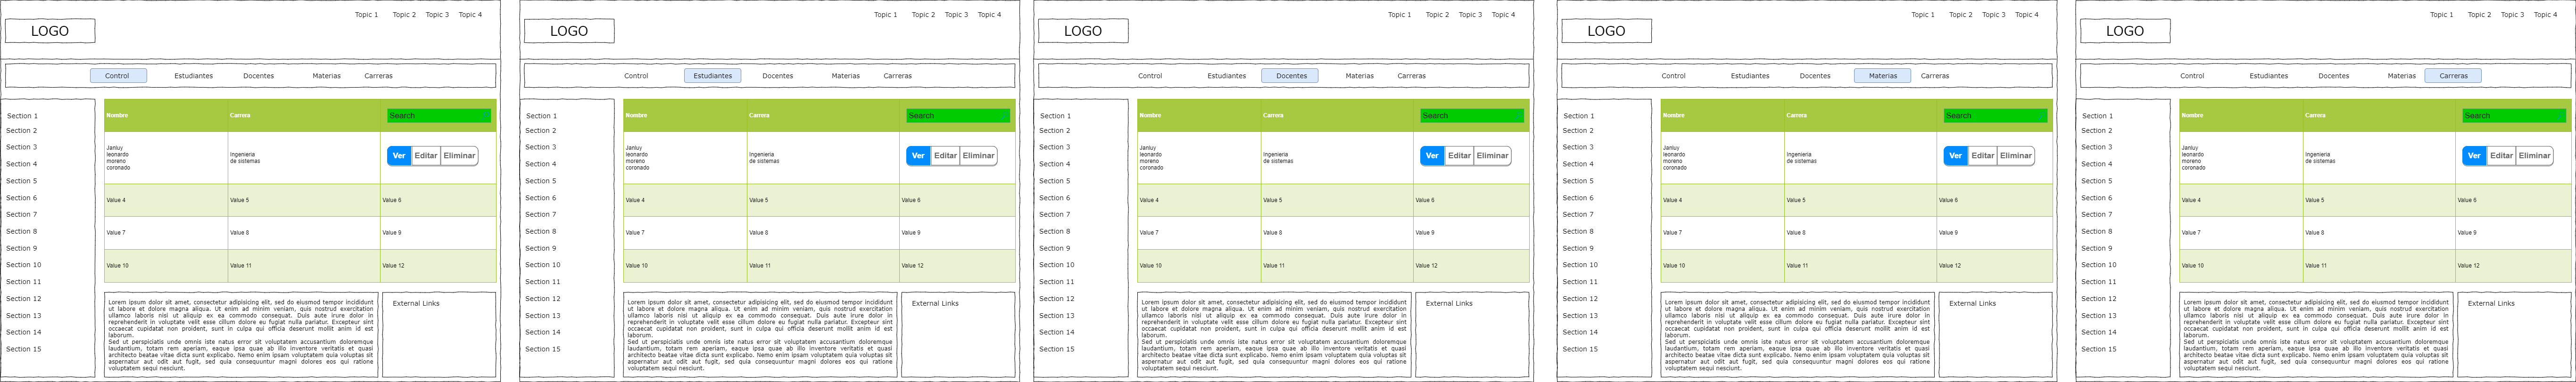 Topic 1 Topic 2 Topic 3 Topic 4
LOGO
Control Estudiantes Docentes Materias Carreras
Section 1
Section 2
Section 3
Section 4
Section 5
Section 6
Section 7
Section 8
Section 9
Section 10
Section 11
Section 12
Section 13
Section 14
Section 15
Nombre Carrera Search
Janluy
leonardo
moreno
coronado
Ingenieria
de sistemas
Ver Editar Eliminar
Value 4 Value 5 Value 6
Value 7 Value 8 Value 9
Value 10 Value 11 Value 12
Lorem ipsum dolor sit amet, consectetur adipisicing elit, sed do eiusmod tempor incididunt
ut labore et dolore magna aliqua. Ut enim ad minim veniam, quis nostrud exercitation
ullamco laboris nisi ut aliquip ex ea commodo consequat. Duis aute irure dolor in
reprehenderit in voluptate velit esse cillum dolore eu fugiat nulla pariatur. Excepteur sint
occaecat cupidatat non proident, sunt in culpa qui officia deserunt mollit anim id est
laborum.
Sed ut perspiciatis unde omnis iste natus error sit voluptatem accusantium doloremque
laudantium, totam rem aperiam, eaque ipsa quae ab illo inventore veritatis et quasi
architecto beatae vitae dicta sunt explicabo. Nemo enim ipsam voluptatem quia voluptas sit
aspernatur aut odit aut fugit, sed quia consequuntur magni dolores eos qui ratione
voluptatem sequi nesciunt.
External Links
Topic 1 Topic 2 Topic 3 Topic 4
LOGO
Control Estudiantes Docentes Materias Carreras
Section 1
Section 2
Section 3
Section 4
Section 5
Section 6
Section 7
Section 8
Section 9
Section 10
Section 11
Section 12
Section 13
Section 14
Section 15
Nombre Carrera Search
Janluy
leonardo
moreno
coronado
Ingenieria
de sistemas
Ver Editar Eliminar
Value 4 Value 5 Value 6
Value 7 Value 8 Value 9
Value 10 Value 11 Value 12
Lorem ipsum dolor sit amet, consectetur adipisicing elit, sed do eiusmod tempor incididunt
ut labore et dolore magna aliqua. Ut enim ad minim veniam, quis nostrud exercitation
ullamco laboris nisi ut aliquip ex ea commodo consequat. Duis aute irure dolor in
reprehenderit in voluptate velit esse cillum dolore eu fugiat nulla pariatur. Excepteur sint
occaecat cupidatat non proident, sunt in culpa qui officia deserunt mollit anim id est
laborum.
Sed ut perspiciatis unde omnis iste natus error sit voluptatem accusantium doloremque
laudantium, totam rem aperiam, eaque ipsa quae ab illo inventore veritatis et quasi
architecto beatae vitae dicta sunt explicabo. Nemo enim ipsam voluptatem quia voluptas sit
aspernatur aut odit aut fugit, sed quia consequuntur magni dolores eos qui ratione
voluptatem sequi nesciunt.
External Links
Topic 1 Topic 2 Topic 3 Topic 4
LOGO
Control Estudiantes Docentes Materias Carreras
Section 1
Section 2
Section 3
Section 4
Section 5
Section 6
Section 7
Section 8
Section 9
Section 10
Section 11
Section 12
Section 13
Section 14
Section 15
Nombre Carrera Search
Janluy
leonardo
moreno
coronado
Ingenieria
de sistemas
Ver Editar Eliminar
Value 4 Value 5 Value 6
Value 7 Value 8 Value 9
Value 10 Value 11 Value 12
Lorem ipsum dolor sit amet, consectetur adipisicing elit, sed do eiusmod tempor incididunt
ut labore et dolore magna aliqua. Ut enim ad minim veniam, quis nostrud exercitation
ullamco laboris nisi ut aliquip ex ea commodo consequat. Duis aute irure dolor in
reprehenderit in voluptate velit esse cillum dolore eu fugiat nulla pariatur. Excepteur sint
occaecat cupidatat non proident, sunt in culpa qui officia deserunt mollit anim id est
laborum.
Sed ut perspiciatis unde omnis iste natus error sit voluptatem accusantium doloremque
laudantium, totam rem aperiam, eaque ipsa quae ab illo inventore veritatis et quasi
architecto beatae vitae dicta sunt explicabo. Nemo enim ipsam voluptatem quia voluptas sit
aspernatur aut odit aut fugit, sed quia consequuntur magni dolores eos qui ratione
voluptatem sequi nesciunt.
External Links
Topic 1 Topic 2 Topic 3 Topic 4
LOGO
Control Estudiantes Docentes Materias Carreras
Section 1
Section 2
Section 3
Section 4
Section 5
Section 6
Section 7
Section 8
Section 9
Section 10
Section 11
Section 12
Section 13
Section 14
Section 15
Nombre Carrera Search
Janluy
leonardo
moreno
coronado
Ingenieria
de sistemas
Ver Editar Eliminar
Value 4 Value 5 Value 6
Value 7 Value 8 Value 9
Value 10 Value 11 Value 12
Lorem ipsum dolor sit amet, consectetur adipisicing elit, sed do eiusmod tempor incididunt
ut labore et dolore magna aliqua. Ut enim ad minim veniam, quis nostrud exercitation
ullamco laboris nisi ut aliquip ex ea commodo consequat. Duis aute irure dolor in
reprehenderit in voluptate velit esse cillum dolore eu fugiat nulla pariatur. Excepteur sint
occaecat cupidatat non proident, sunt in culpa qui officia deserunt mollit anim id est
laborum.
Sed ut perspiciatis unde omnis iste natus error sit voluptatem accusantium doloremque
laudantium, totam rem aperiam, eaque ipsa quae ab illo inventore veritatis et quasi
architecto beatae vitae dicta sunt explicabo. Nemo enim ipsam voluptatem quia voluptas sit
aspernatur aut odit aut fugit, sed quia consequuntur magni dolores eos qui ratione
voluptatem sequi nesciunt.
External Links
Topic 1 Topic 2 Topic 3 Topic 4
LOGO
Control Estudiantes Docentes Materias Carreras
Section 1
Section 2
Section 3
Section 4
Section 5
Section 6
Section 7
Section 8
Section 9
Section 10
Section 11
Section 12
Section 13
Section 14
Section 15
Nombre Carrera Search
Janluy
leonardo
moreno
coronado
Ingenieria
de sistemas
Ver Editar Eliminar
Value 4 Value 5 Value 6
Value 7 Value 8 Value 9
Value 10 Value 11 Value 12
Lorem ipsum dolor sit amet, consectetur adipisicing elit, sed do eiusmod tempor incididunt
ut labore et dolore magna aliqua. Ut enim ad minim veniam, quis nostrud exercitation
ullamco laboris nisi ut aliquip ex ea commodo consequat. Duis aute irure dolor in
reprehenderit in voluptate velit esse cillum dolore eu fugiat nulla pariatur. Excepteur sint
occaecat cupidatat non proident, sunt in culpa qui officia deserunt mollit anim id est
laborum.
Sed ut perspiciatis unde omnis iste natus error sit voluptatem accusantium doloremque
laudantium, totam rem aperiam, eaque ipsa quae ab illo inventore veritatis et quasi
architecto beatae vitae dicta sunt explicabo. Nemo enim ipsam voluptatem quia voluptas sit
aspernatur aut odit aut fugit, sed quia consequuntur magni dolores eos qui ratione
voluptatem sequi nesciunt.
External Links